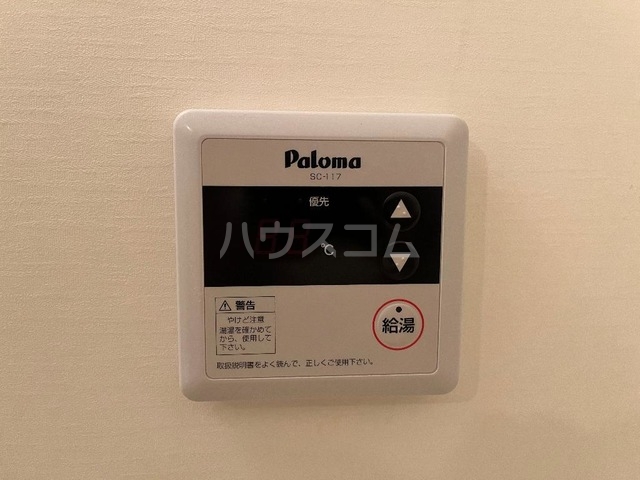 Paloma
SC-117
優先
ハウスコム
℃
警告
やけど注意
湯温を確かめて
から、使用して
下さい。
給湯
取扱説明書をよく読んで、正しくご使用下さい。